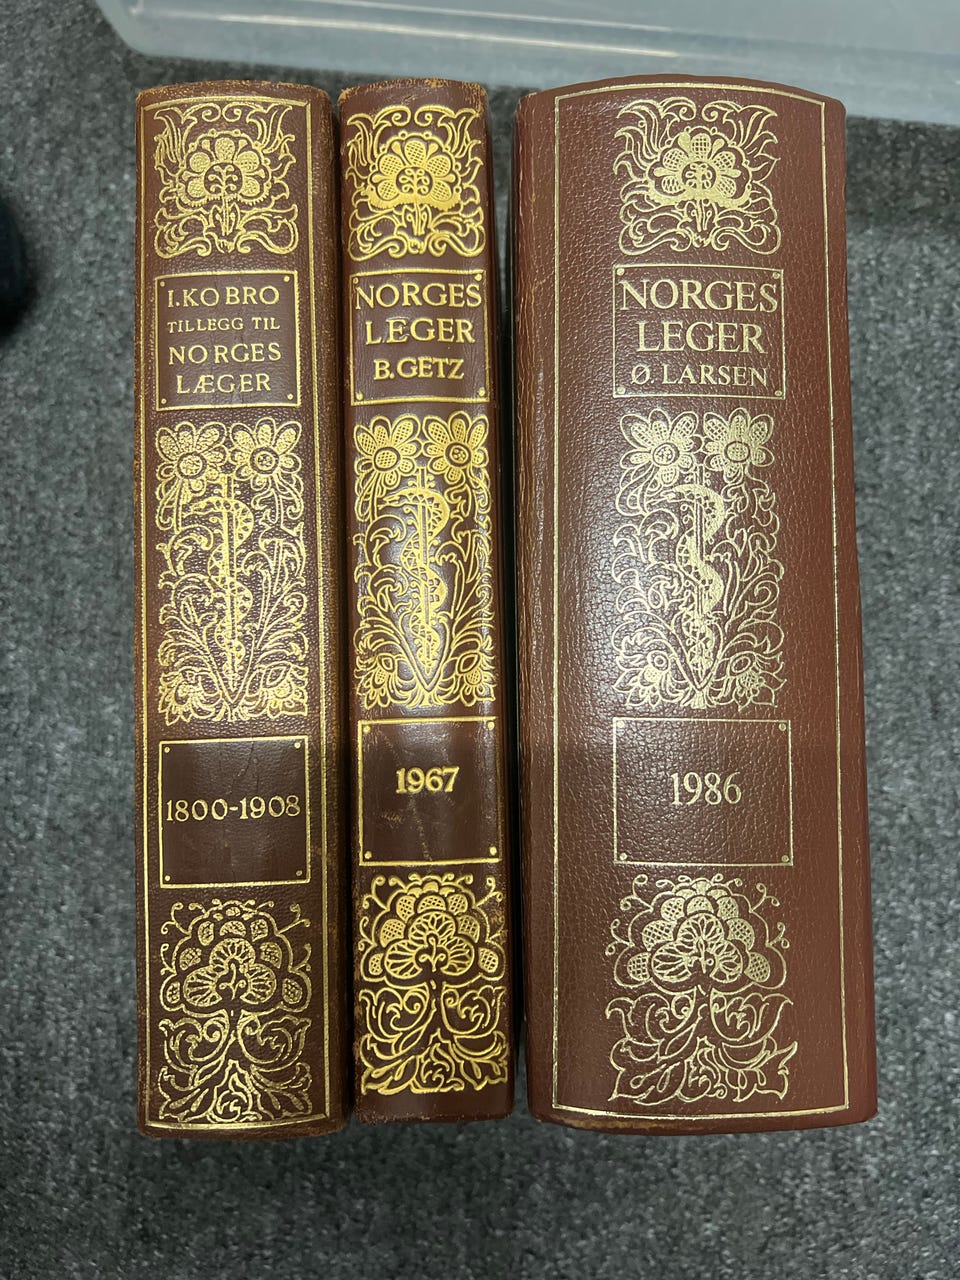 I. KOBRO
TILLEGG TIL
NORGES
LÆGER
1800-1908
NORGES
LEGER
B. GETZ
1967
NORGES
LEGER
Ø. LARSEN
1986